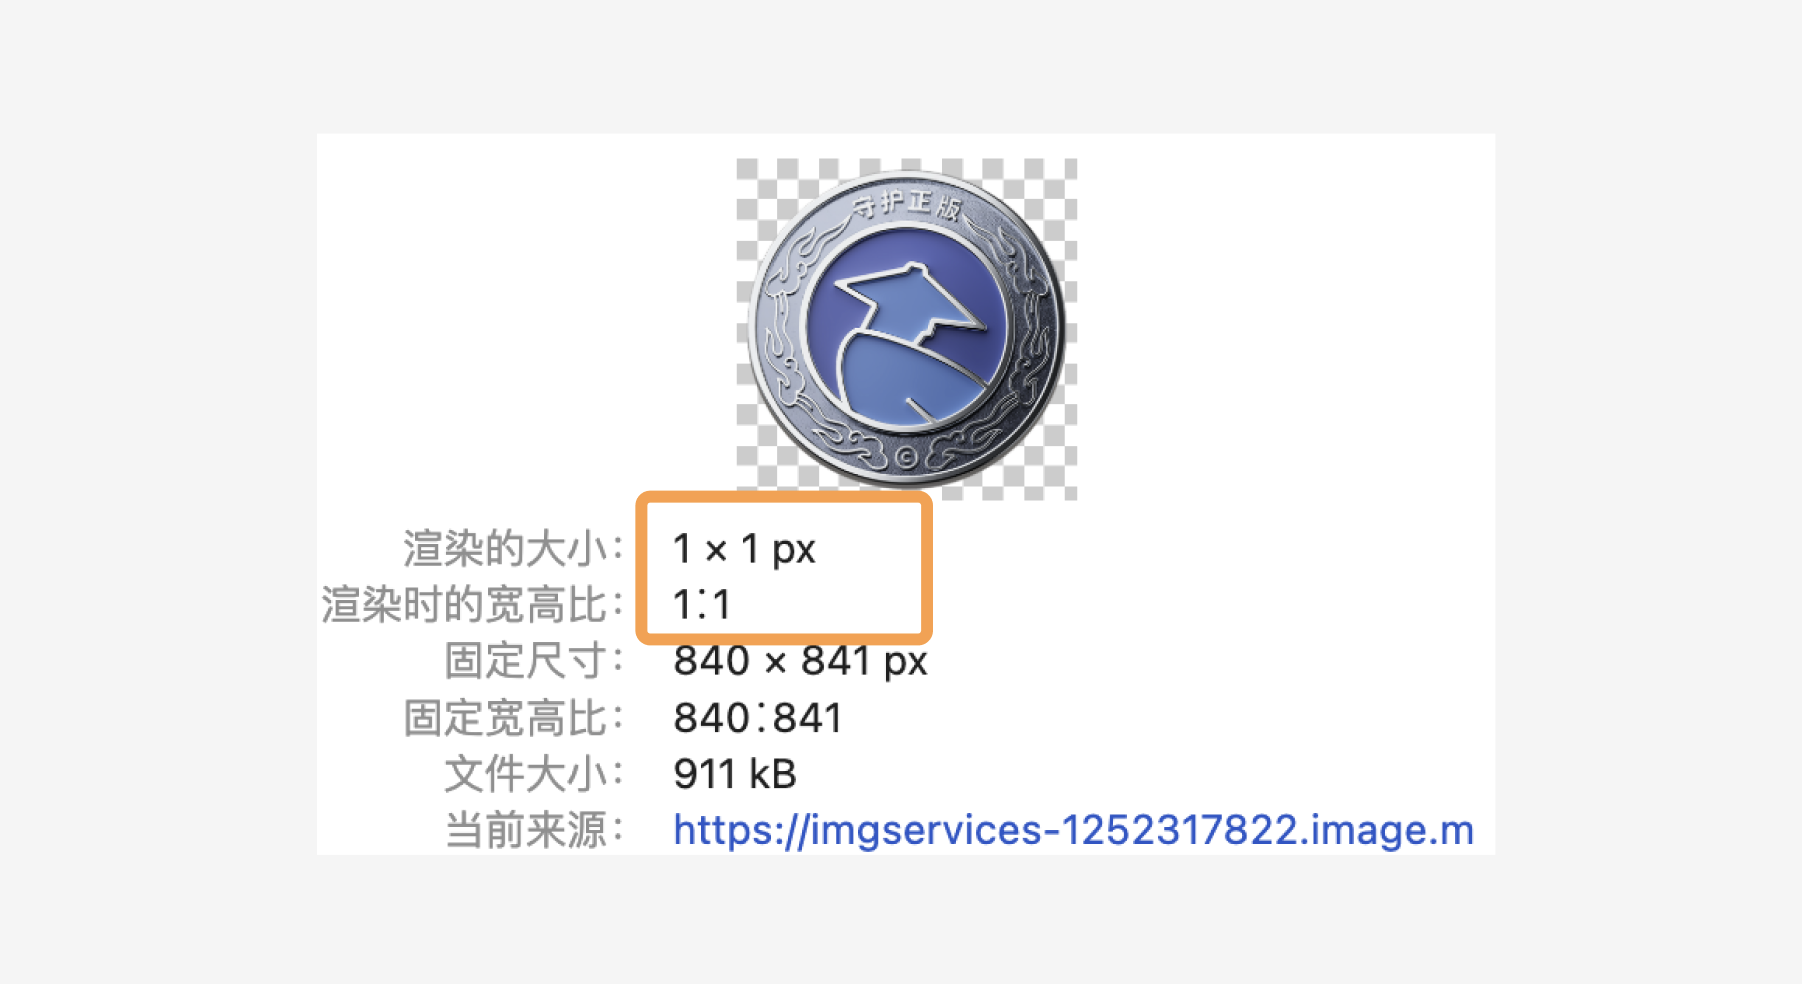 守护正版
©
渲染的大小： 1 × 1 px
渲染时的宽高比： 1∶1
固定尺寸： 840 × 841 px
固定宽高比： 840∶841
文件大小： 911 kB
当前来源： https://imgservices-1252317822.image.m